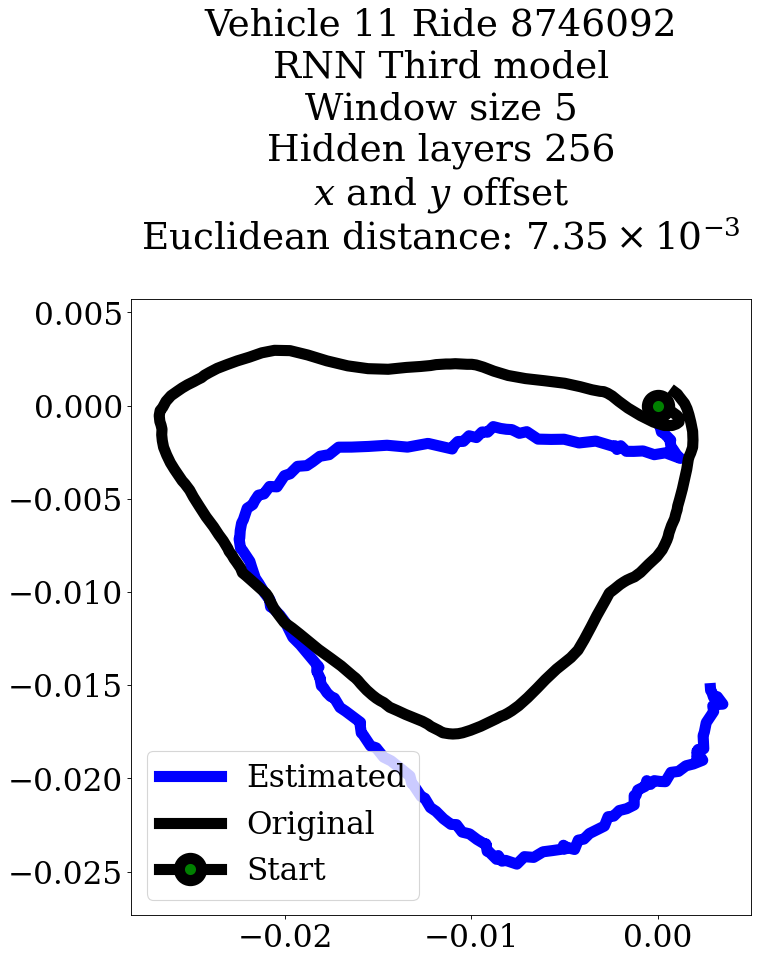 Vehicle 11 Ride 8746092
RNN Third model
Window size 5
Hidden layers 256
x and y offset
Euclidean distance: 7.35 × 10⁻³
0.005
0.000
−0.005
−0.010
−0.015
−0.020
−0.025
Estimated
Original
Start
−0.02 −0.01 0.00